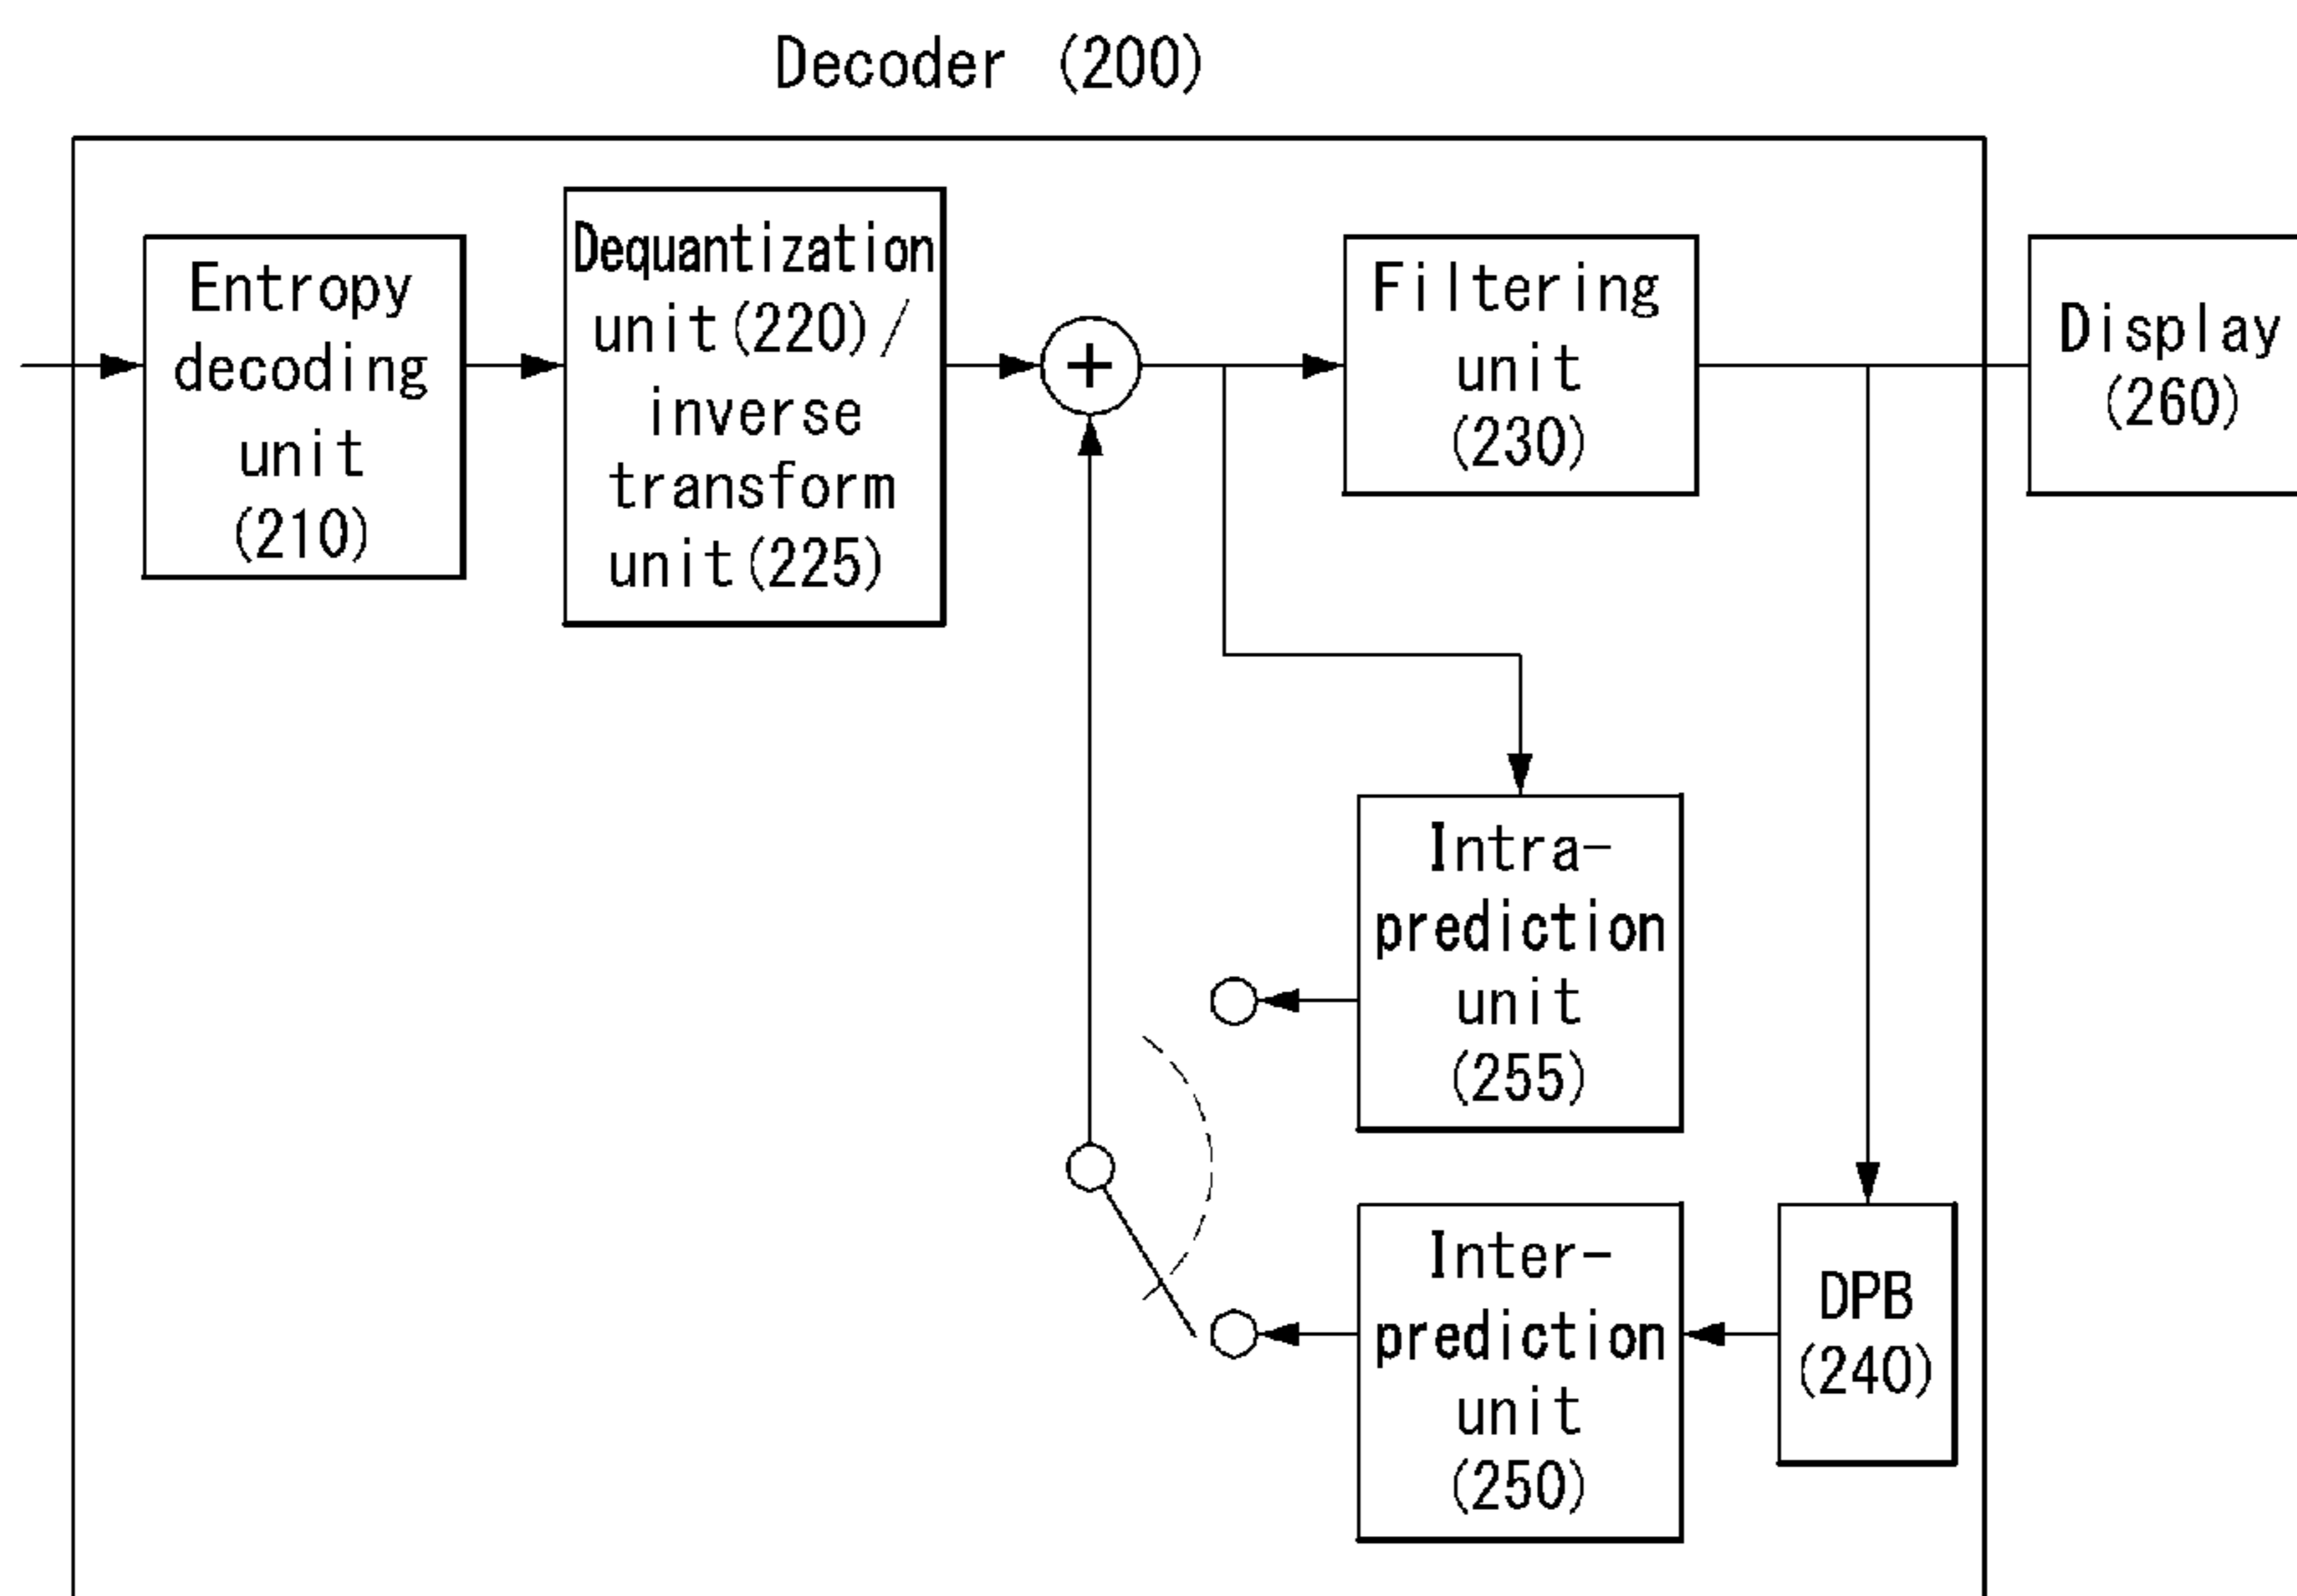 Decoder (200)
Entropy
decoding
unit
(210)
Dequantization
unit(220)/
inverse
transform
unit(225)
+
Filtering
unit
(230)
Display
(260)
Intra-
prediction
unit
(255)
Inter-
prediction
unit
(250)
DPB
(240)